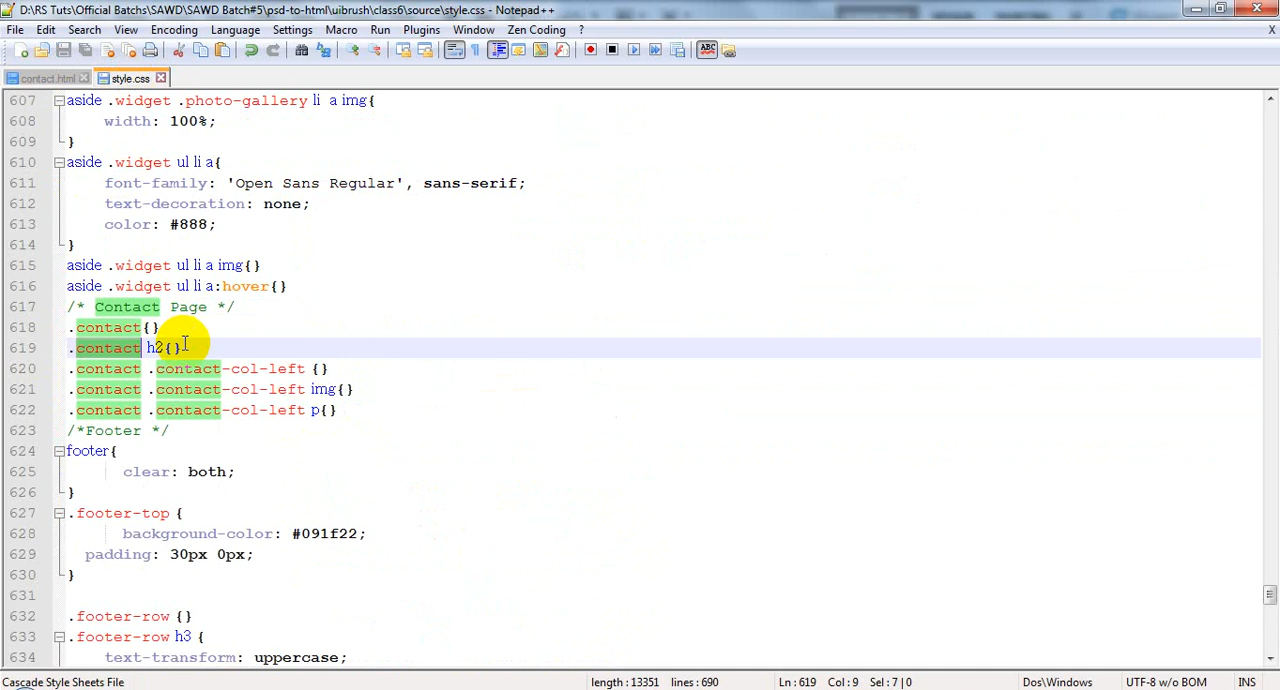 D:\RS Tuts\Official Batchs\SAWD\SAWD Batch#5\psd-to-html\uibrush\class6\source\style.css - Notepad++
File Edit Search View Encoding Language Settings Macro Run Plugins Window Zen Coding ? X
contact.html style.css
607 aside .widget .photo-gallery li a img{
608 width: 100%;
609 }
610 aside .widget ul li a{
611 font-family: 'Open Sans Regular', sans-serif;
612 text-decoration: none;
613 color: #888;
614 }
615 aside .widget ul li a img{}
616 aside .widget ul li a:hover{}
617 /* Contact Page */
618 .contact{}
619 .contact h2{}
620 .contact .contact-col-left {}
621 .contact .contact-col-left img{}
622 .contact .contact-col-left p{}
623 /*Footer */
624 footer{
625 clear: both;
626 }
627 .footer-top {
628 background-color: #091f22;
629 padding: 30px 0px;
630 }
631
632 .footer-row {}
633 .footer-row h3 {
634 text-transform: uppercase;
Cascade Style Sheets File length : 13351 lines : 690 Ln : 619 Col : 9 Sel : 7 | 0 Dos\Windows UTF-8 w/o BOM INS